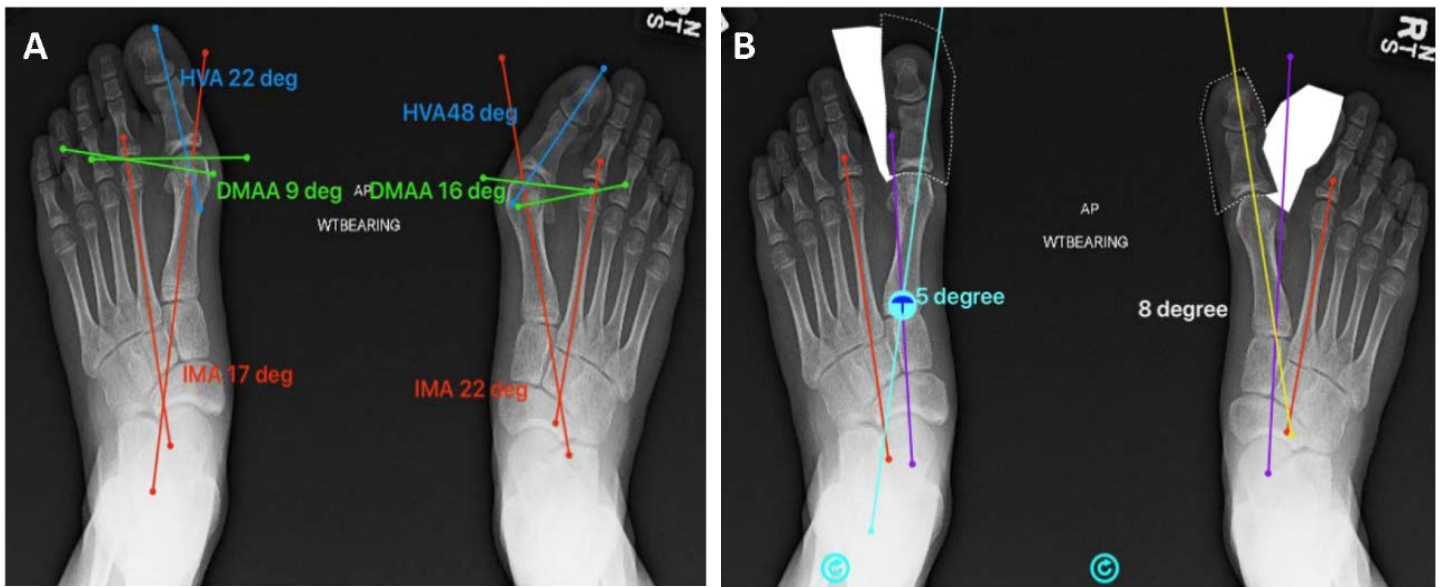 A
HVA 22 deg
HVA48 deg
DMAA 9 deg AP DMAA 16 deg
WTBEARING
IMA 17 deg
IMA 22 deg
B
R
AP
WTBEARING
5 degree
8 degree